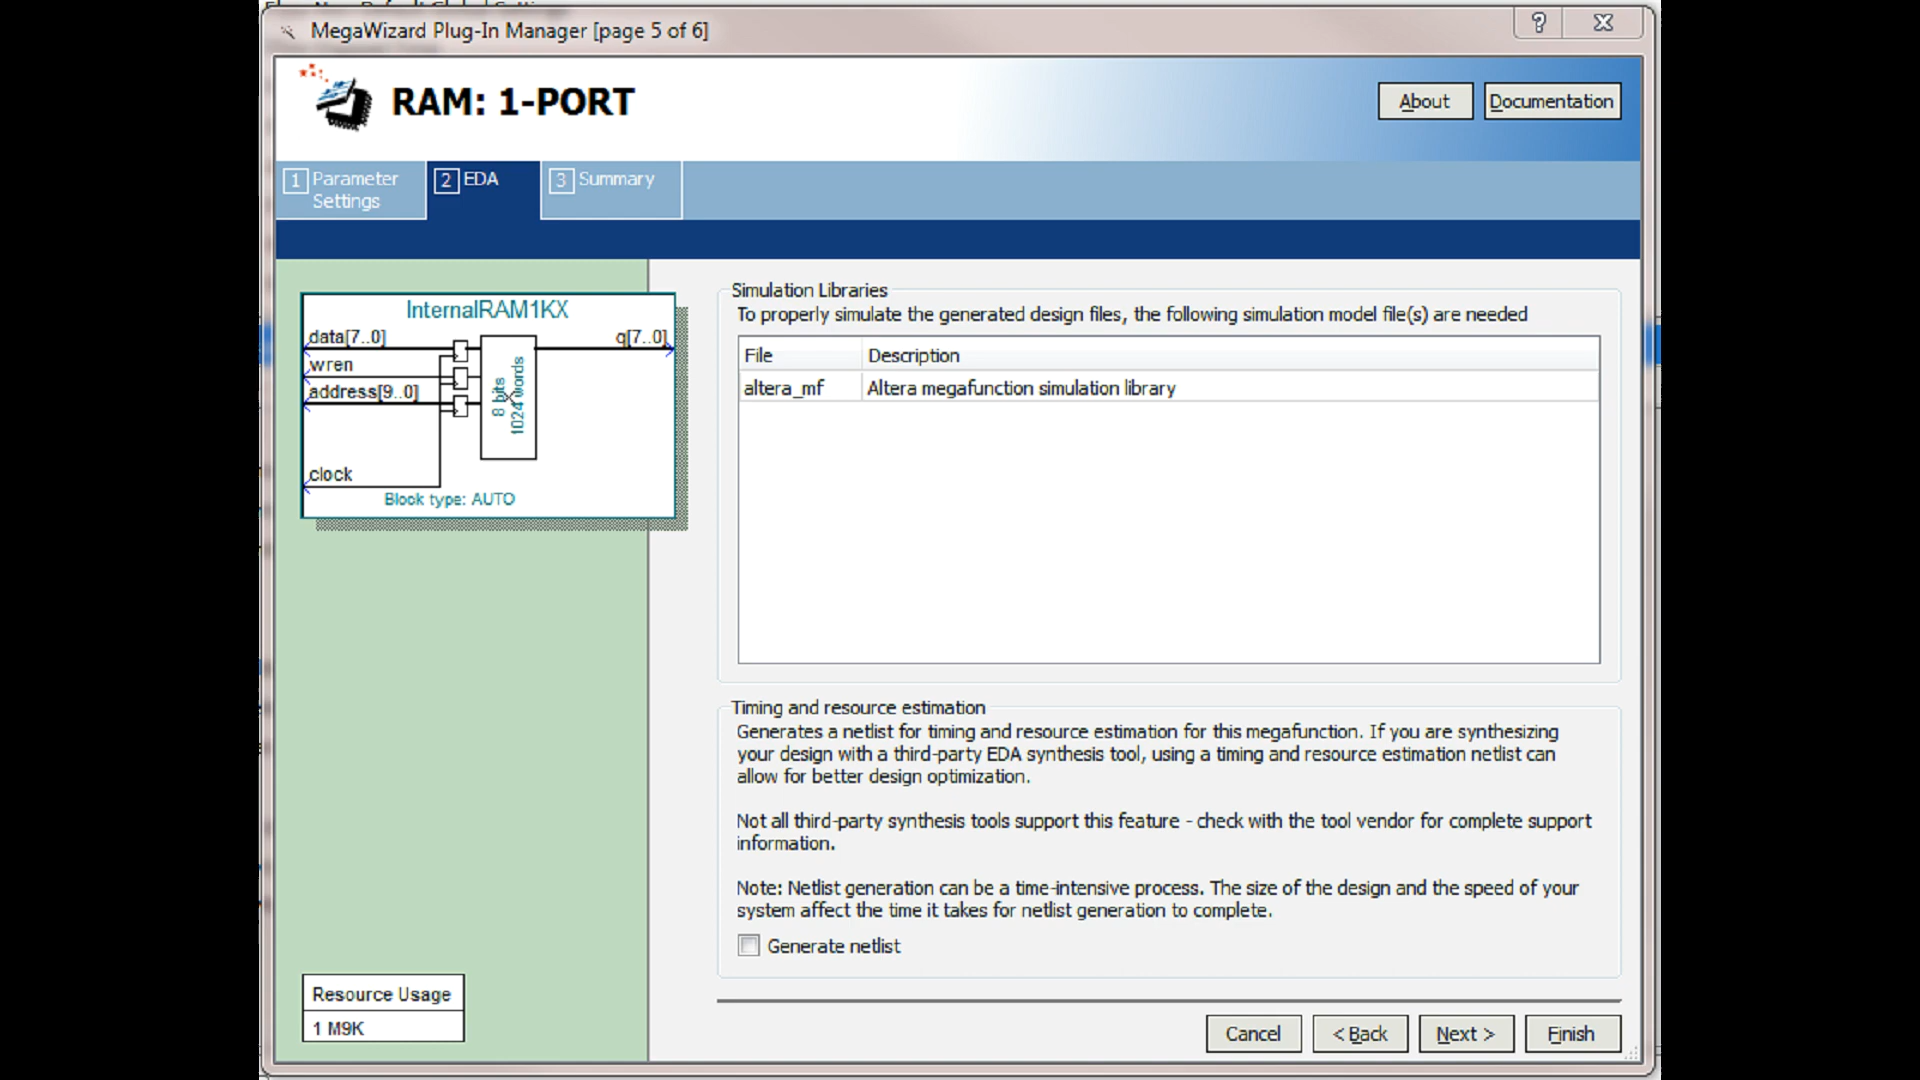 MegaWizard Plug-In Manager [page 5 of 6]
?
RAM: 1-PORT
About
Documentation
1 Parameter
Settings
2 EDA
3 Summary
InternalRAM1KX
data[7..0]
q[7..0]
wren
address[9..0]
8 bits
1024 words
clock
Block type: AUTO
Simulation Libraries
To properly simulate the generated design files, the following simulation model file(s) are needed
File Description
altera_mf Altera megafunction simulation library
Timing and resource estimation
Generates a netlist for timing and resource estimation for this megafunction. If you are synthesizing
your design with a third-party EDA synthesis tool, using a timing and resource estimation netlist can
allow for better design optimization.
Not all third-party synthesis tools support this feature - check with the tool vendor for complete support
information.
Note: Netlist generation can be a time-intensive process. The size of the design and the speed of your
system affect the time it takes for netlist generation to complete.
Generate netlist
Resource Usage
1 M9K
Cancel
< Back
Next >
Finish